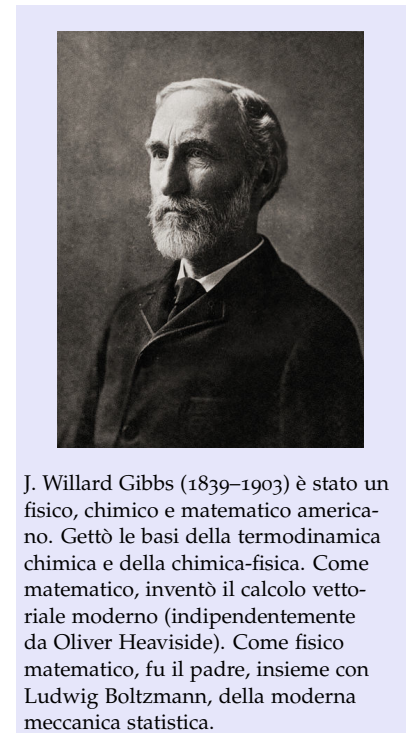 J. Willard Gibbs (1839–1903) è stato un
fisico, chimico e matematico america-
no. Gettò le basi della termodinamica
chimica e della chimica-fisica. Come
matematico, inventò il calcolo vetto-
riale moderno (indipendentemente
da Oliver Heaviside). Come fisico
matematico, fu il padre, insieme con
Ludwig Boltzmann, della moderna
meccanica statistica.